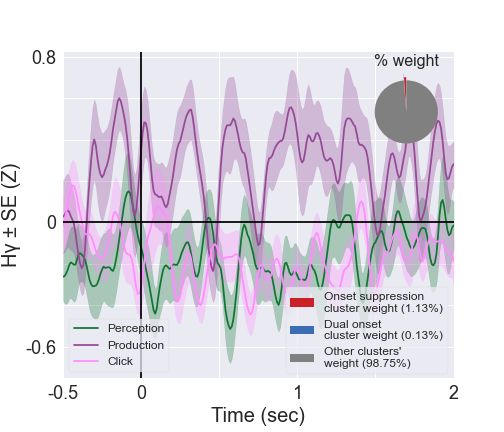 % weight
0.8
0
-0.6
Hγ ± SE (Z)
Perception
Production
Click
Onset suppression
cluster weight (1.13%)
Dual onset
cluster weight (0.13%)
Other clusters'
weight (98.75%)
-0.5
0
1
2
Time (sec)